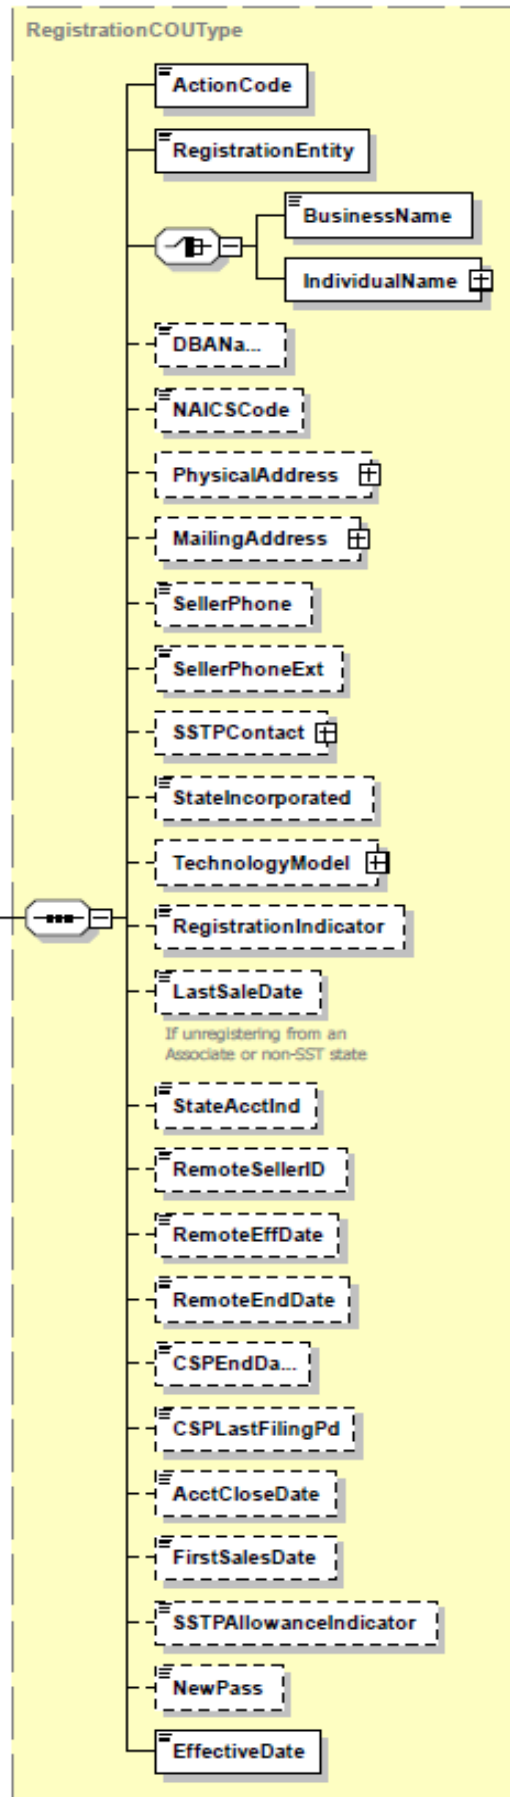 RegistrationCOUType
ActionCode
RegistrationEntity
BusinessName
IndividualName
DBANa...
NAICSCode
PhysicalAddress
MailingAddress
SellerPhone
SellerPhoneExt
SSTPContact
StateIncorporated
TechnologyModel
RegistrationIndicator
LastSaleDate
If unregistering from an
Associate or non-SST state
StateAcctInd
RemoteSellerID
RemoteEffDate
RemoteEndDate
CSPEndDa...
CSPLastFilingPd
AcctCloseDate
FirstSalesDate
SSTPAllowanceIndicator
NewPass
EffectiveDate